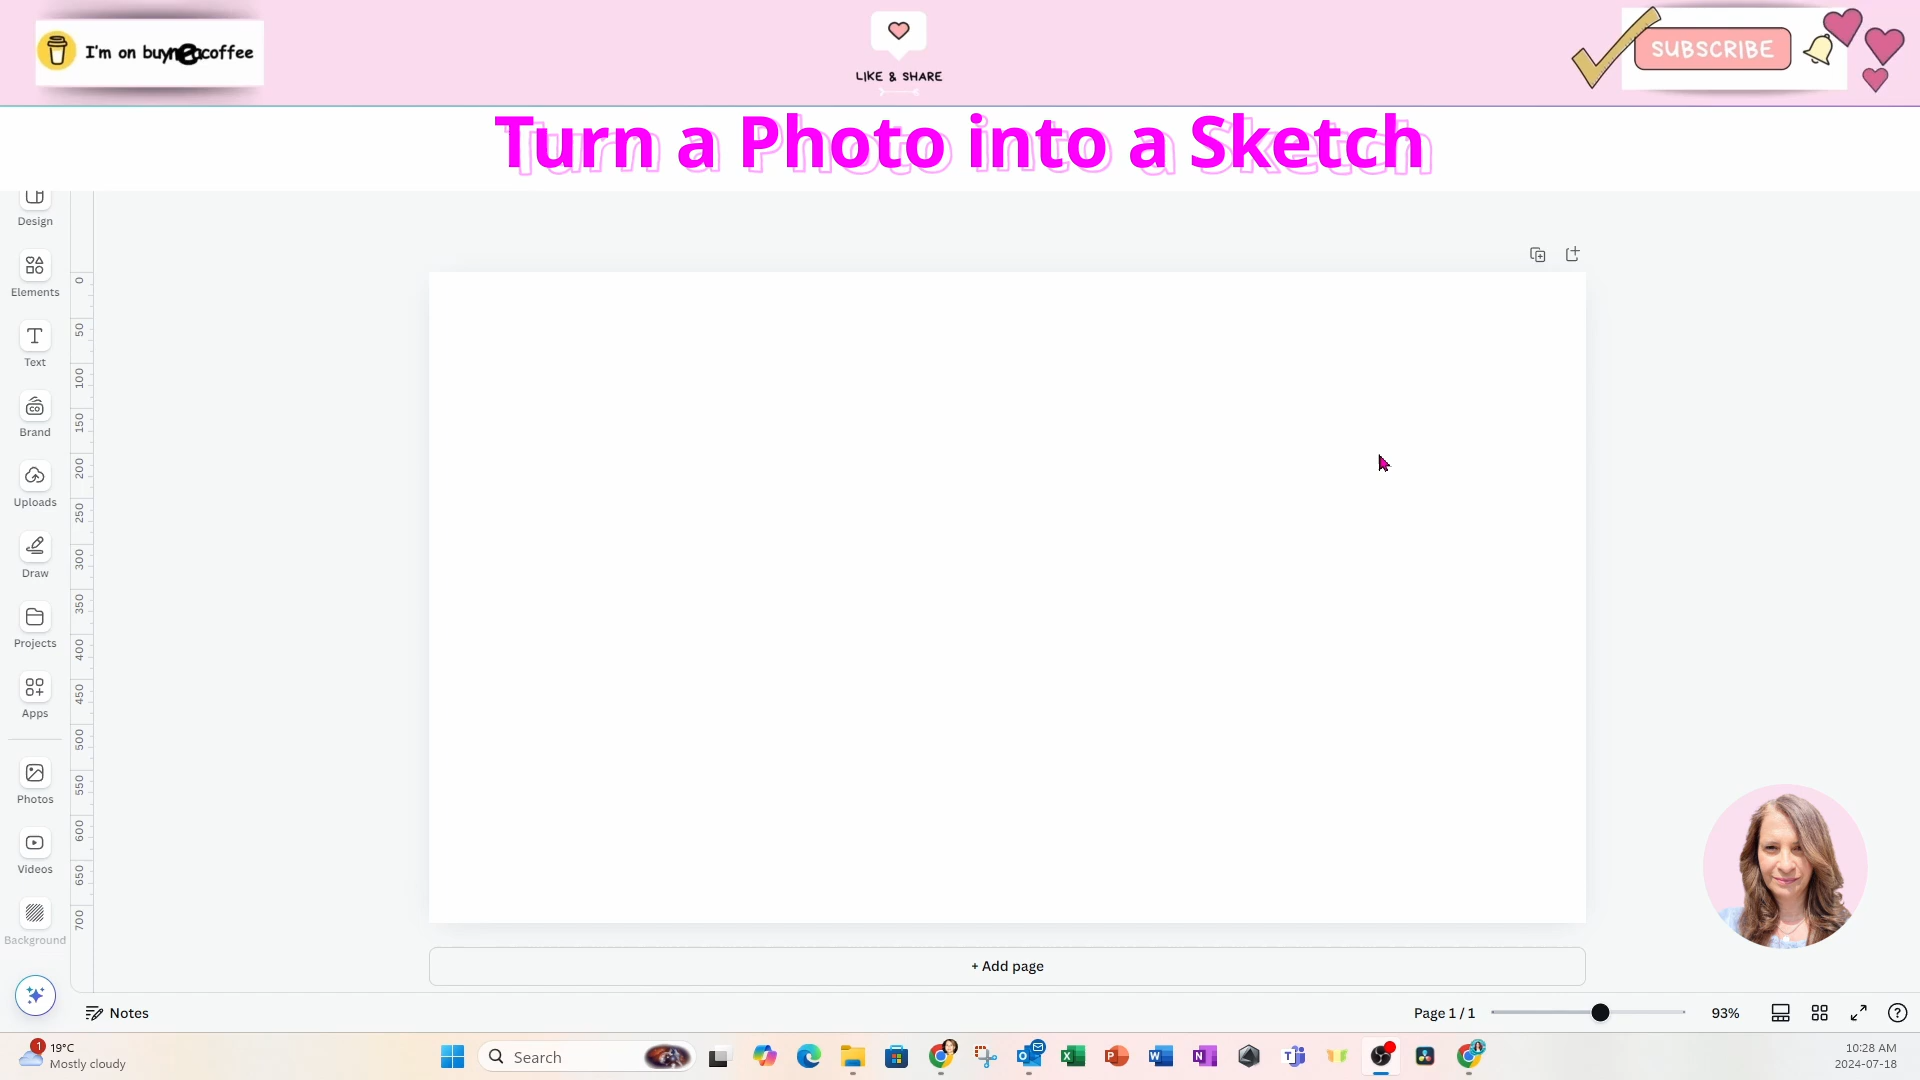 I'm on buymeacoffee
LIKE & SHARE
SUBSCRIBE
Turn a Photo into a Sketch
Design
Elements
Text
Brand
Uploads
Draw
Projects
Apps
Photos
Videos
Background
0
50
100
150
200
250
300
350
400
450
500
550
600
650
700
+ Add page
Notes
Page 1 / 1
93%
19°C
Mostly cloudy
Search
10:28 AM
2024-07-18